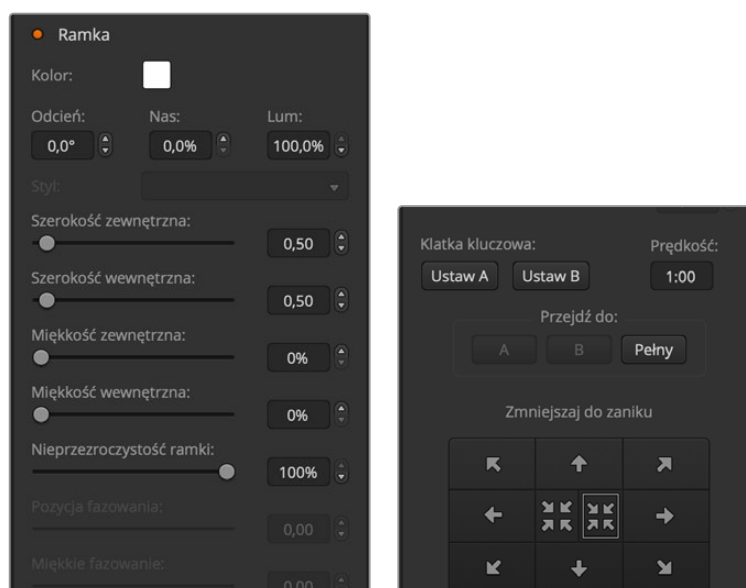 Ramka
Kolor:
Odcień: Nas: Lum:
0,0° 0,0% 100,0%
Styl:
Szerokość zewnętrzna:
0,50
Szerokość wewnętrzna:
0,50
Miękkość zewnętrzna:
0%
Miękkość wewnętrzna:
0%
Nieprzezroczystość ramki:
100%
Pozycja fazowania:
0,00
Miękkie fazowanie:
0,00
Klatka kluczowa: Prędkość:
Ustaw A Ustaw B 1:00
Przejdź do:
A B Pełny
Zmniejszaj do zaniku